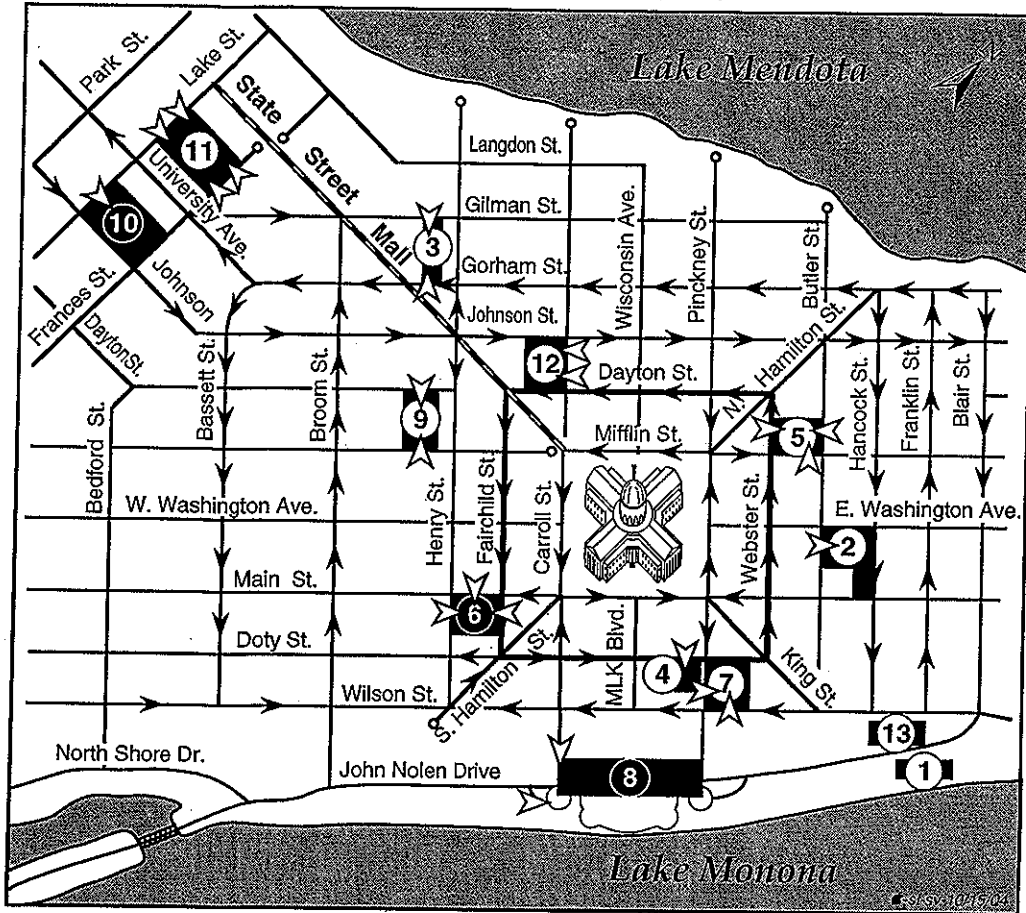 Park St.
Lake St.
State
Street
Mall
Lake Mendota
N
11
University Ave.
10
Langdon St.
Gilman St.
3
Gorham St.
Wisconsin Ave.
Pinckney St.
Butler St.
Frances St.
Johnson
Dayton St.
Johnson St.
N. Hamilton St.
12
Dayton St.
Bassett St.
Broom St.
9
Mifflin St.
5
Hancock St.
Franklin St.
Blair St.
Bedford St.
W. Washington Ave.
Henry St.
Fairchild St.
Carroll St.
Webster St.
E. Washington Ave.
2
Main St.
6
Doty St.
S. Hamilton St.
MLK Blvd.
4
7
King St.
Wilson St.
13
North Shore Dr.
John Nolen Drive
8
1
Lake Monona